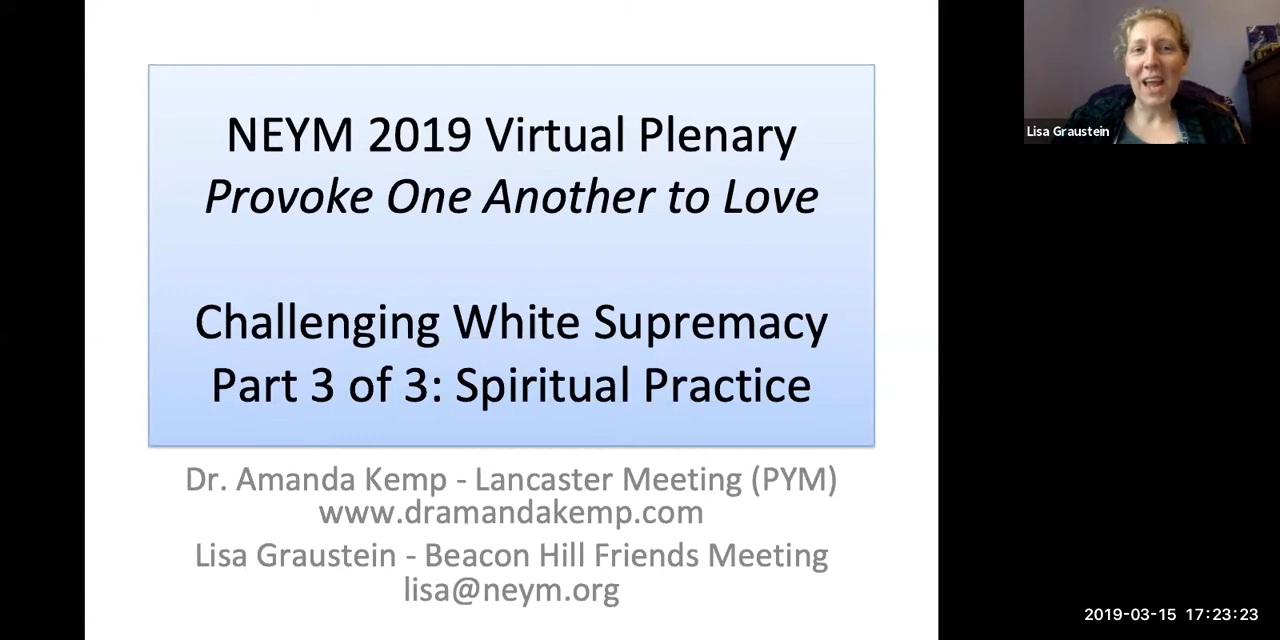 NEYM 2019 Virtual Plenary
Provoke One Another to Love
Challenging White Supremacy
Part 3 of 3: Spiritual Practice
Dr. Amanda Kemp - Lancaster Meeting (PYM)
www.dramandakemp.com
Lisa Graustein - Beacon Hill Friends Meeting
lisa@neym.org
Lisa Graustein
2019-03-15 17:23:23